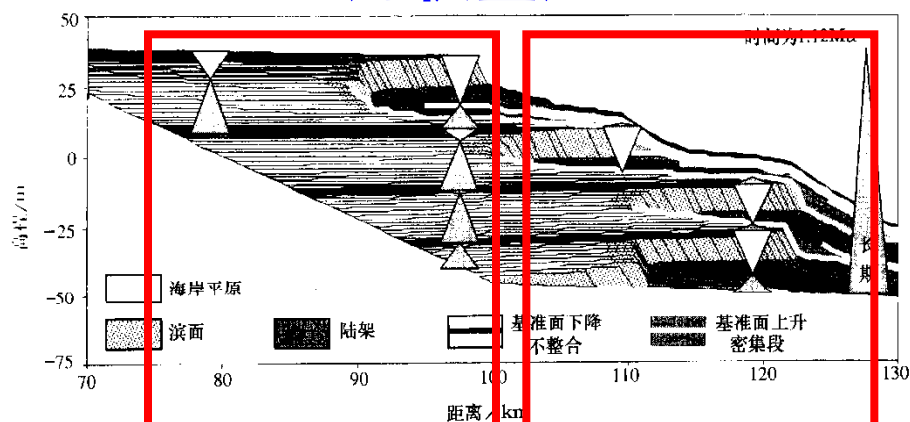 时间为1.12Ma
50
25
0
-25
-50
-75
高程/m
长期
海岸平原
滨面
陆架
基准面下降
不整合
基准面上升
密集段
70
80
90
100
110
120
130
距离/km